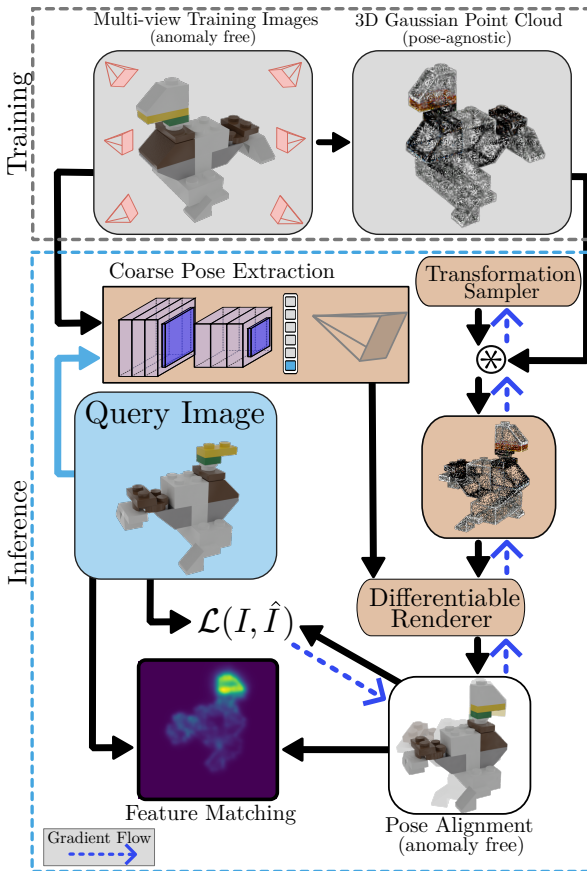 Multi-view Training Images
(anomaly free)
3D Gaussian Point Cloud
(pose-agnostic)
Training
Inference
Coarse Pose Extraction
Transformation
Sampler
Query Image
Differentiable
Renderer
𝓛(I, Î)
Feature Matching
Pose Alignment
(anomaly free)
Gradient Flow